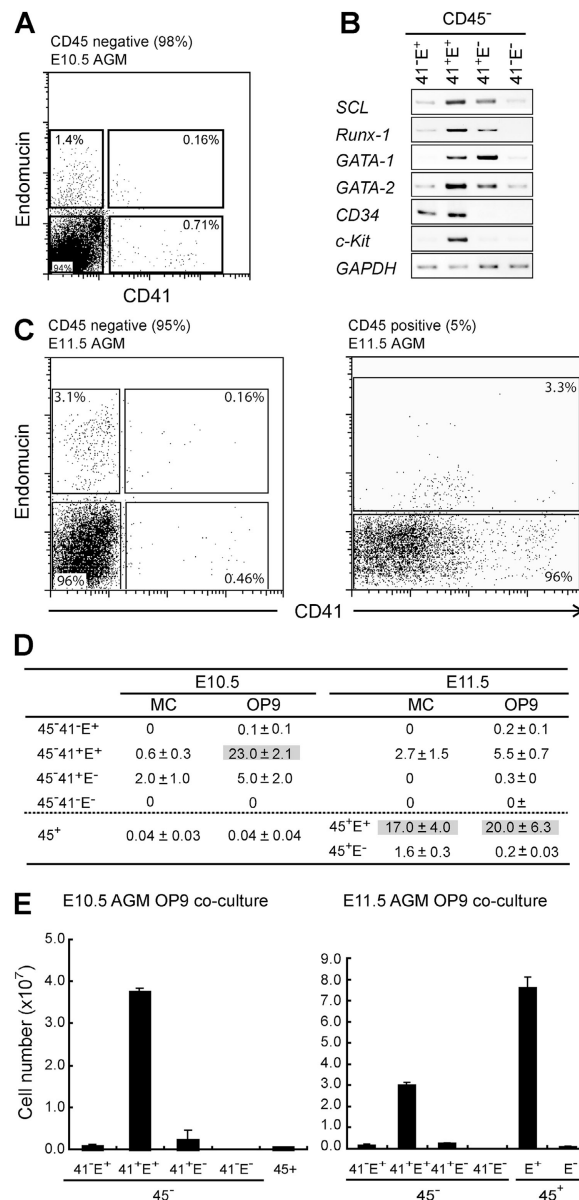 A
CD45 negative (98%)
E10.5 AGM
1.4%
0.16%
0.71%
94%
Endomucin
CD41
B
CD45⁻
41⁻E⁺ 41⁺E⁺ 41⁺E⁻ 41⁻E⁻
SCL
Runx-1
GATA-1
GATA-2
CD34
c-Kit
GAPDH
C
CD45 negative (95%)
E11.5 AGM
3.1%
0.16%
96%
0.46%
Endomucin
CD45 positive (5%)
E11.5 AGM
3.3%
96%
CD41
D
E10.5 E11.5
MC OP9 MC OP9
45⁻41⁻E⁺ 0 0.1±0.1 0 0.2±0.1
45⁻41⁺E⁺ 0.6±0.3 23.0±2.1 2.7±1.5 5.5±0.7
45⁻41⁺E⁻ 2.0±1.0 5.0±2.0 0 0.3±0
45⁻41⁻E⁻ 0 0 0 0±
45⁺ 0.04±0.03 0.04±0.04
45⁺E⁺ 17.0±4.0 20.0±6.3
45⁺E⁻ 1.6±0.3 0.2±0.03
E
E10.5 AGM OP9 co-culture
Cell number (x10⁷)
5.0
4.0
3.0
2.0
1.0
0.0
41⁻E⁺ 41⁺E⁺ 41⁺E⁻ 41⁻E⁻ 45+
45⁻
E11.5 AGM OP9 co-culture
9.0
8.0
7.0
6.0
5.0
4.0
3.0
2.0
1.0
0.0
41⁻E⁺ 41⁺E⁺ 41⁺E⁻ 41⁻E⁻ E⁺ E⁻
45⁻ 45⁺